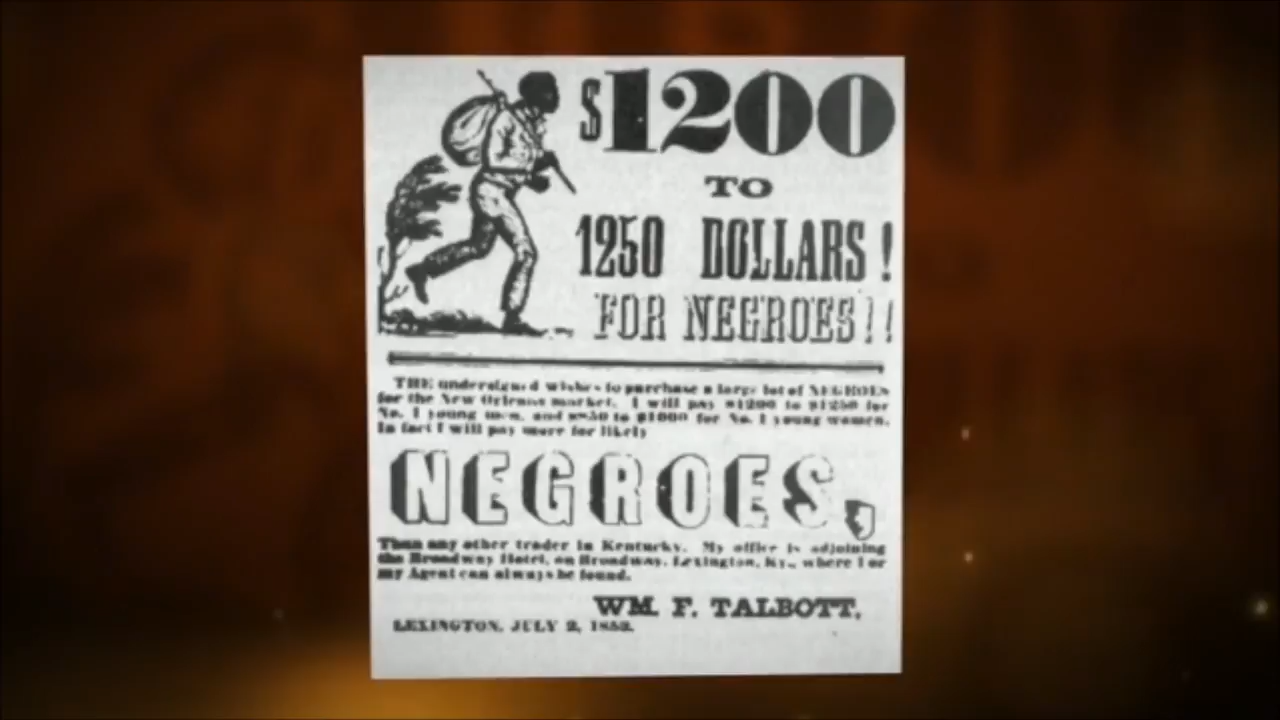 $1200
TO
1250 DOLLARS!
FOR NEGROES!!
THE undersigned wishes to purchase a large lot of NEGROES
for the New Orleans market. I will pay $1200 to $1250 for
No. 1 young men, and $850 to $1000 for No. 1 young women.
In fact I will pay more for likely
NEGROES,
Than any other trader in Kentucky. My office is adjoining
the Broadway Hotel, on Broadway, Lexington, Ky., where I or
my Agent can always be found.
WM. F. TALBOTT.
LEXINGTON, JULY 2, 1853.